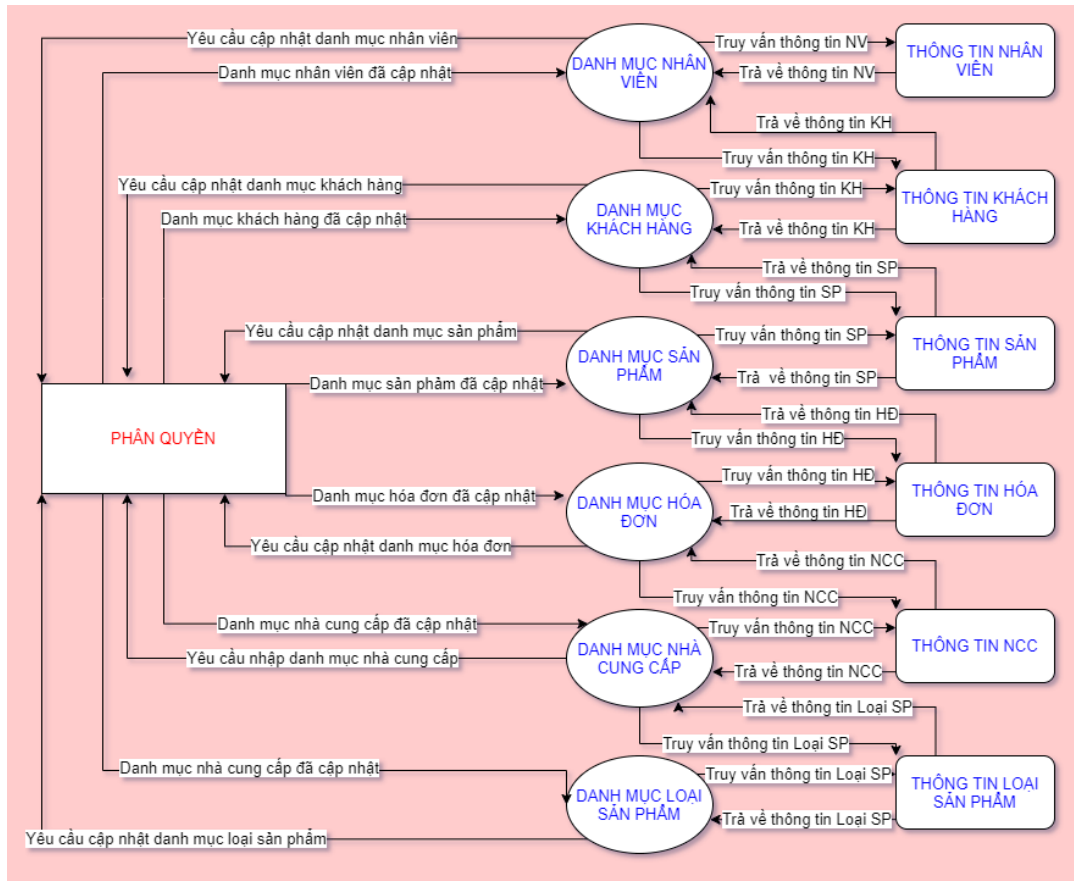 Yêu cầu cập nhật danh mục nhân viên
Truy vấn thông tin NV
DANH MỤC NHÂN
VIÊN
THÔNG TIN NHÂN
VIÊN
Danh mục nhân viên đã cập nhật
Trả về thông tin NV
Trả về thông tin KH
Truy vấn thông tin KH
Yêu cầu cập nhật danh mục khách hàng
Truy vấn thông tin KH
DANH MỤC
KHÁCH HÀNG
THÔNG TIN KHÁCH
HÀNG
Danh mục khách hàng đã cập nhật
Trả về thông tin KH
Trả về thông tin SP
Truy vấn thông tin SP
Yêu cầu cập nhật danh mục sản phẩm
Truy vấn thông tin SP
DANH MỤC SẢN
PHẨM
THÔNG TIN SẢN
PHẨM
Danh mục sản phảm đã cập nhật
Trả  về thông tin SP
Trả về thông tin HĐ
PHÂN QUYỀN
Truy vấn thông tin HĐ
Truy vấn thông tin HĐ
Danh mục hóa đơn đã cập nhật
DANH MỤC HÓA
ĐƠN
THÔNG TIN HÓA
ĐƠN
Trả về thông tin HĐ
Yêu cầu cập nhật danh mục hóa đơn
Trả về thông tin NCC
Truy vấn thông tin NCC
Danh mục nhà cung cấp đã cập nhật
Truy vấn thông tin NCC
DANH MỤC NHÀ
CUNG CẤP
THÔNG TIN NCC
Yêu cầu nhập danh mục nhà cung cấp
Trả về thông tin NCC
Trả về thông tin Loại SP
Truy vấn thông tin Loại SP
Danh mục nhà cung cấp đã cập nhật
Truy vấn thông tin Loại SP
DANH MỤC LOẠI
SẢN PHẨM
THÔNG TIN LOẠI
SẢN PHẨM
Trả về thông tin Loại SP
Yêu cầu cập nhật danh mục loại sản phẩm